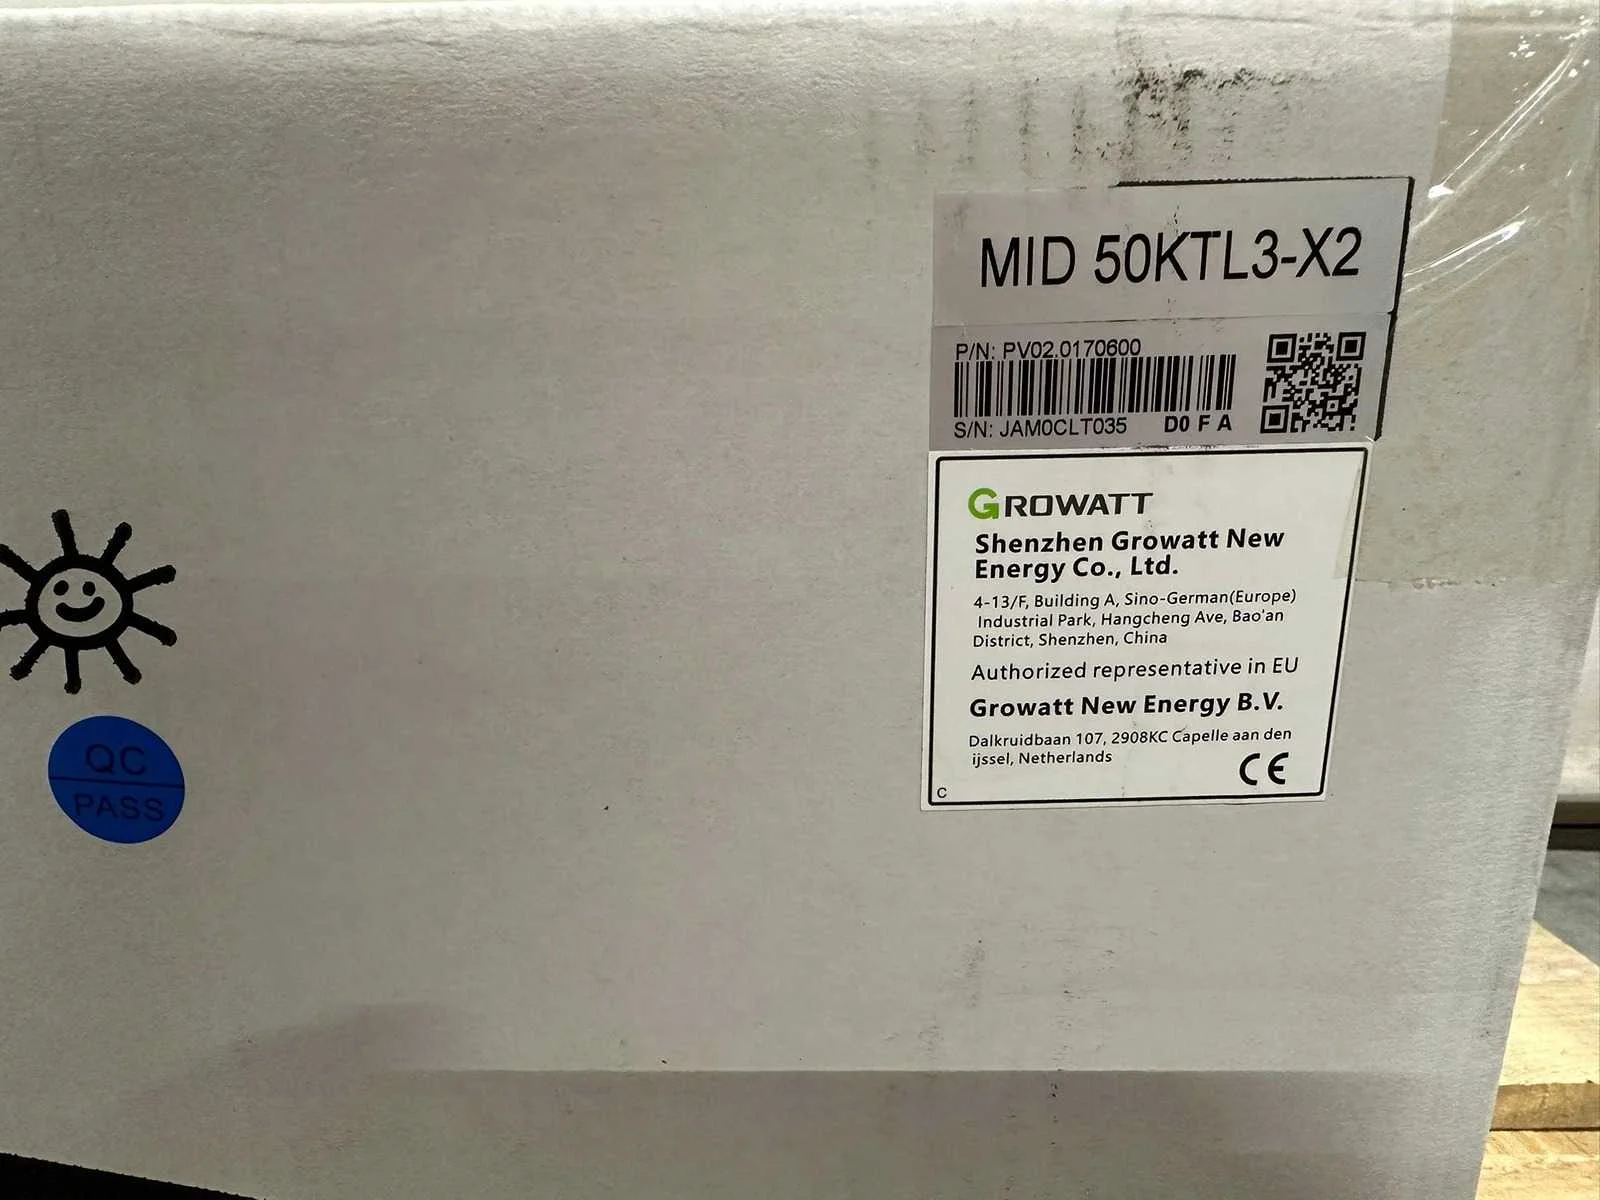 MID 50KTL3-X2
P/N: PV02.0170600
S/N: JAM0CLT035 D0 F A
GROWATT
Shenzhen Growatt New
Energy Co., Ltd.
4-13/F, Building A, Sino-German(Europe)
Industrial Park, Hangcheng Ave, Bao'an
District, Shenzhen, China
Authorized representative in EU
Growatt New Energy B.V.
Dalkruidbaan 107, 2908KC Capelle aan den
ijssel, Netherlands
CE
C
QC
PASS